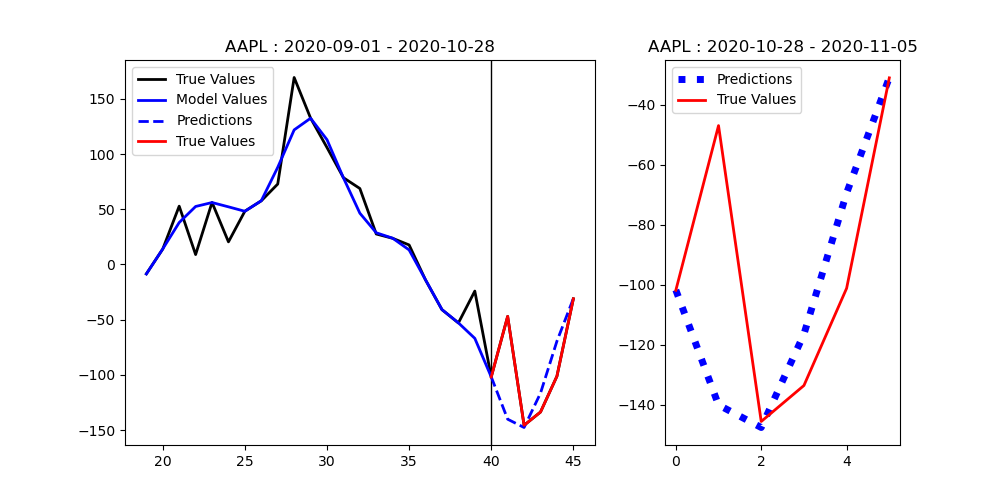 AAPL : 2020-09-01 - 2020-10-28
True Values
Model Values
Predictions
True Values
150
100
50
0
−50
−100
−150
20
25
30
35
40
45
AAPL : 2020-10-28 - 2020-11-05
Predictions
True Values
−40
−60
−80
−100
−120
−140
0
2
4